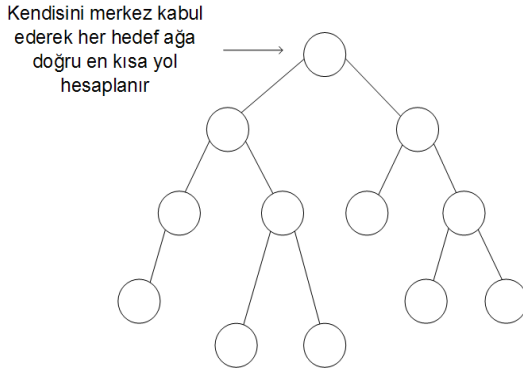 Kendisini merkez kabul
ederek her hedef ağa
doğru en kısa yol
hesaplanır